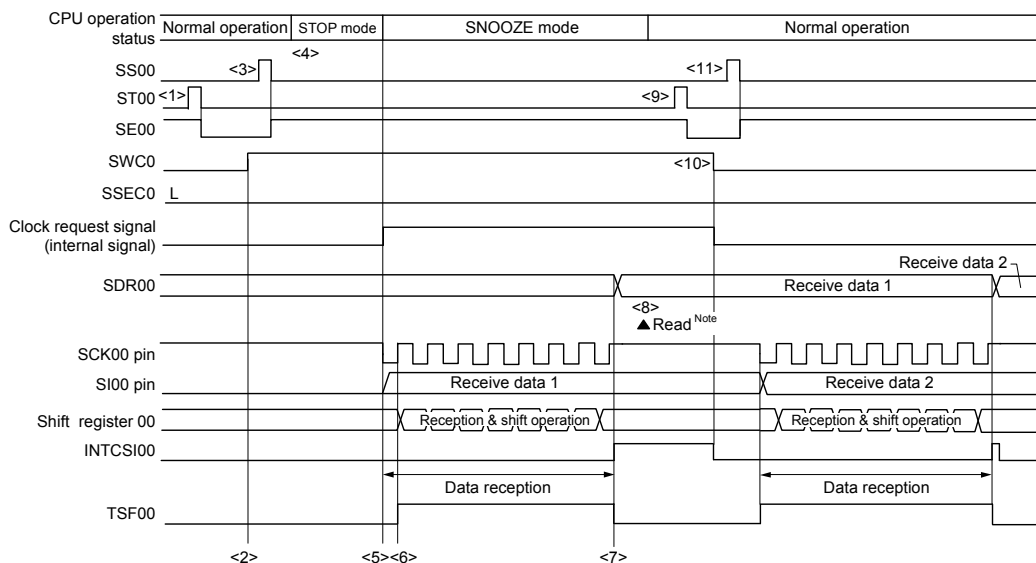 CPU operation status Normal operation STOP mode SNOOZE mode Normal operation
<4>
SS00 <3> <11>
ST00 <1> <9>
SE00
SWC0 <10>
SSEC0 L
Clock request signal
(internal signal)
Receive data 2
SDR00 Receive data 1
<8>
▲ Read Note
SCK00 pin
SI00 pin Receive data 1 Receive data 2
Shift register 00 Reception & shift operation Reception & shift operation
INTCSI00
Data reception Data reception
TSF00
<2> <5><6> <7>